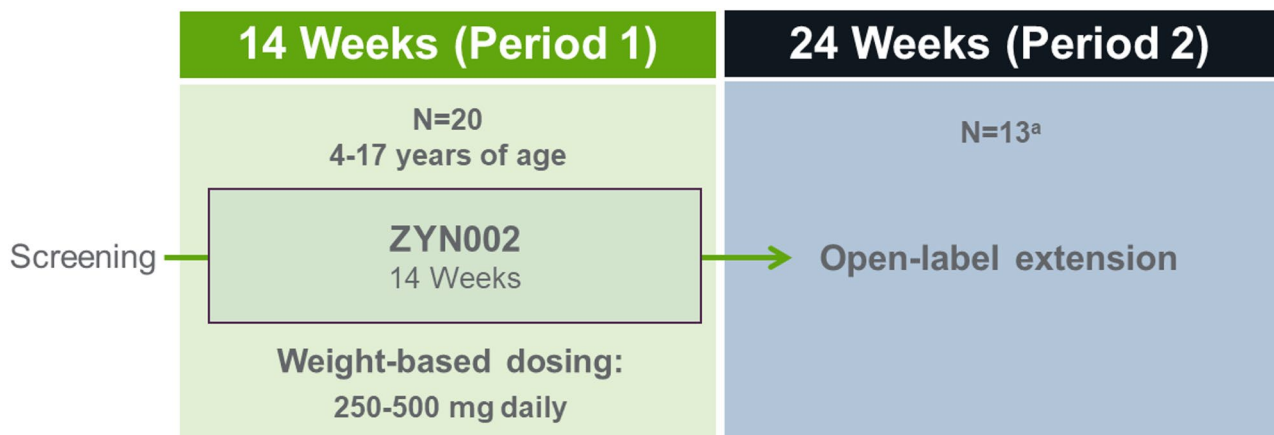 14 Weeks (Period 1)
24 Weeks (Period 2)
N=20
4-17 years of age
N=13ᵃ
Screening
ZYN002
14 Weeks
Open-label extension
Weight-based dosing:
250-500 mg daily